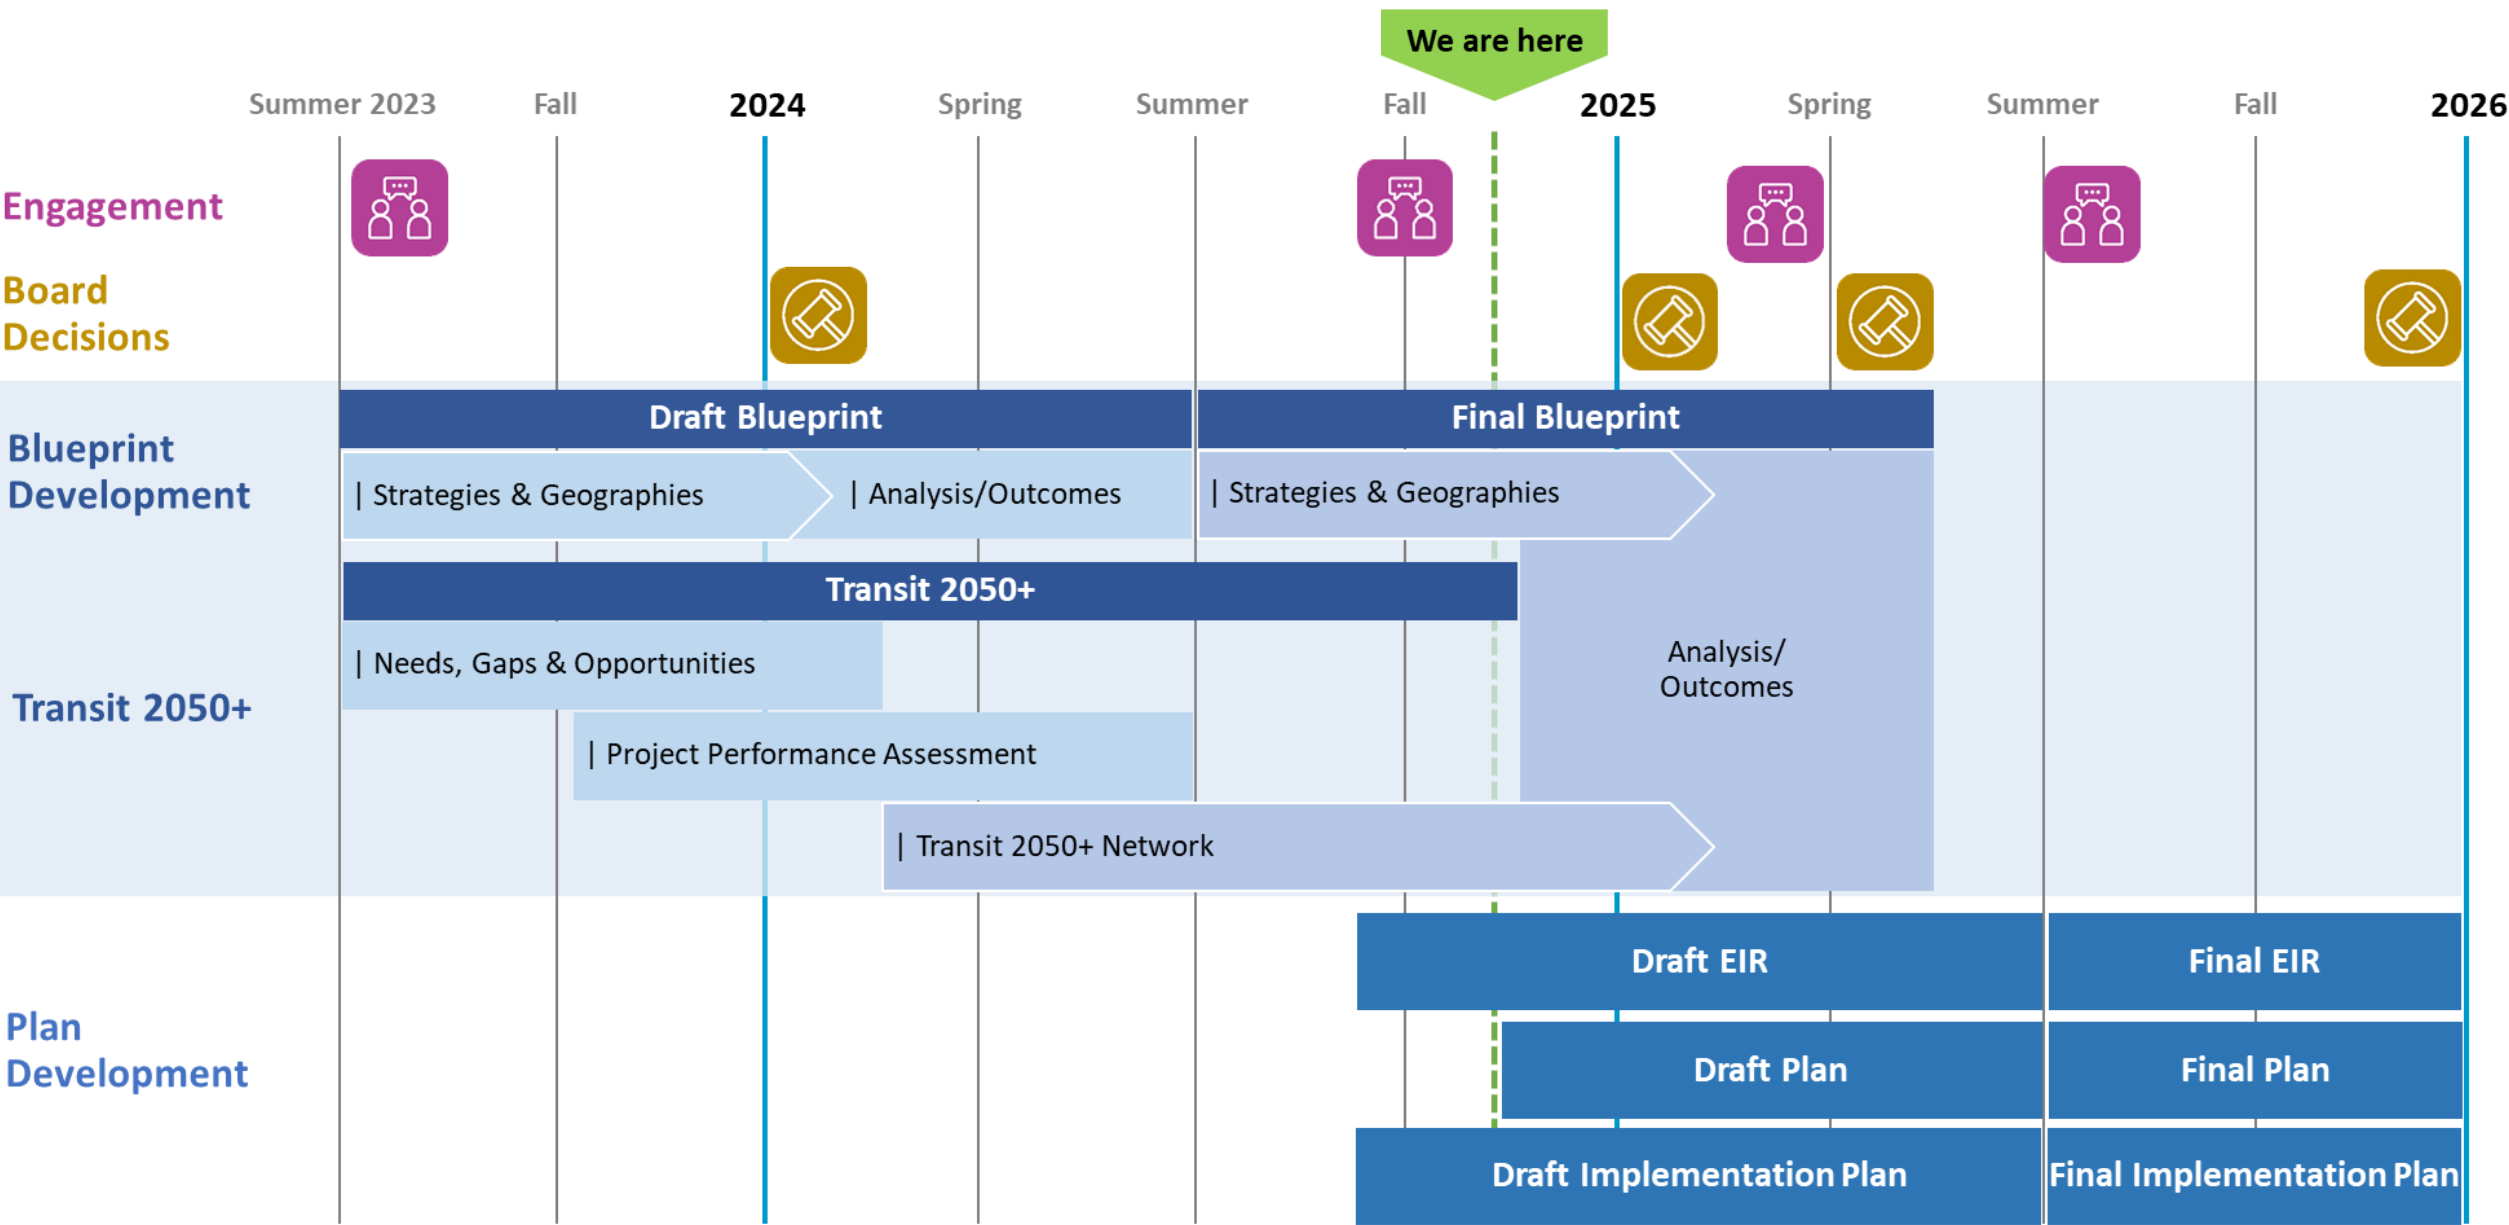 We are here
Summer 2023
Fall
2024
Spring
Summer
Fall
2025
Spring
Summer
Fall
2026
Engagement
Board
Decisions
Blueprint
Development
Draft Blueprint
Final Blueprint
| Strategies & Geographies
| Analysis/Outcomes
| Strategies & Geographies
Transit 2050+
Transit 2050+
| Needs, Gaps & Opportunities
| Project Performance Assessment
| Transit 2050+ Network
Analysis/
Outcomes
Plan
Development
Draft EIR
Final EIR
Draft Plan
Final Plan
Draft Implementation Plan
Final Implementation Plan